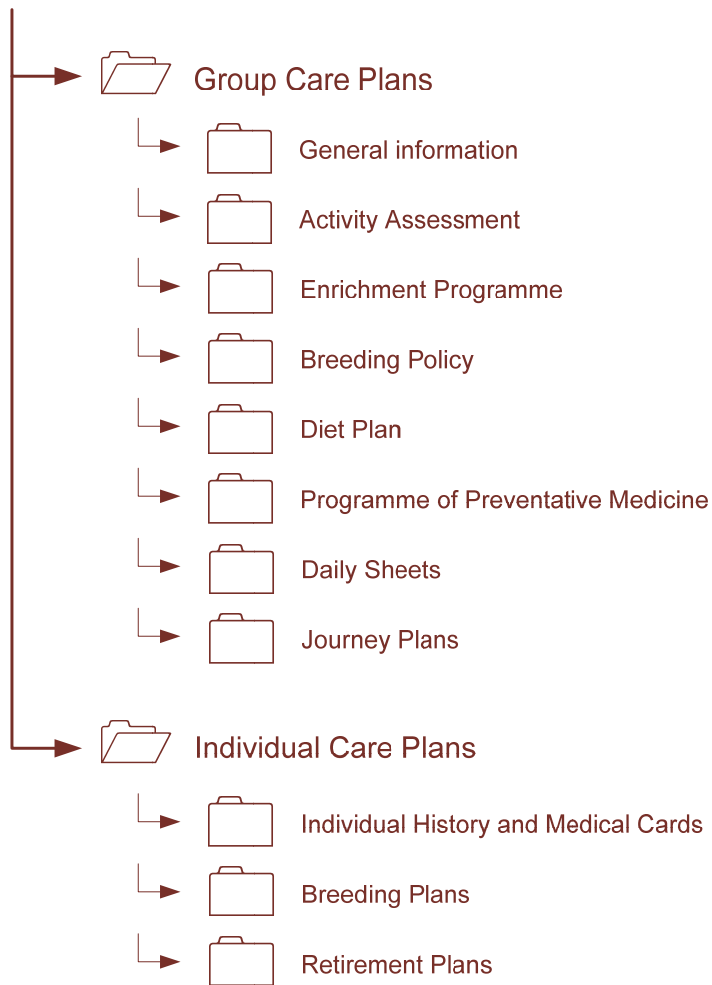 Group Care Plans
General information
Activity Assessment
Enrichment Programme
Breeding Policy
Diet Plan
Programme of Preventative Medicine
Daily Sheets
Journey Plans
Individual Care Plans
Individual History and Medical Cards
Breeding Plans
Retirement Plans